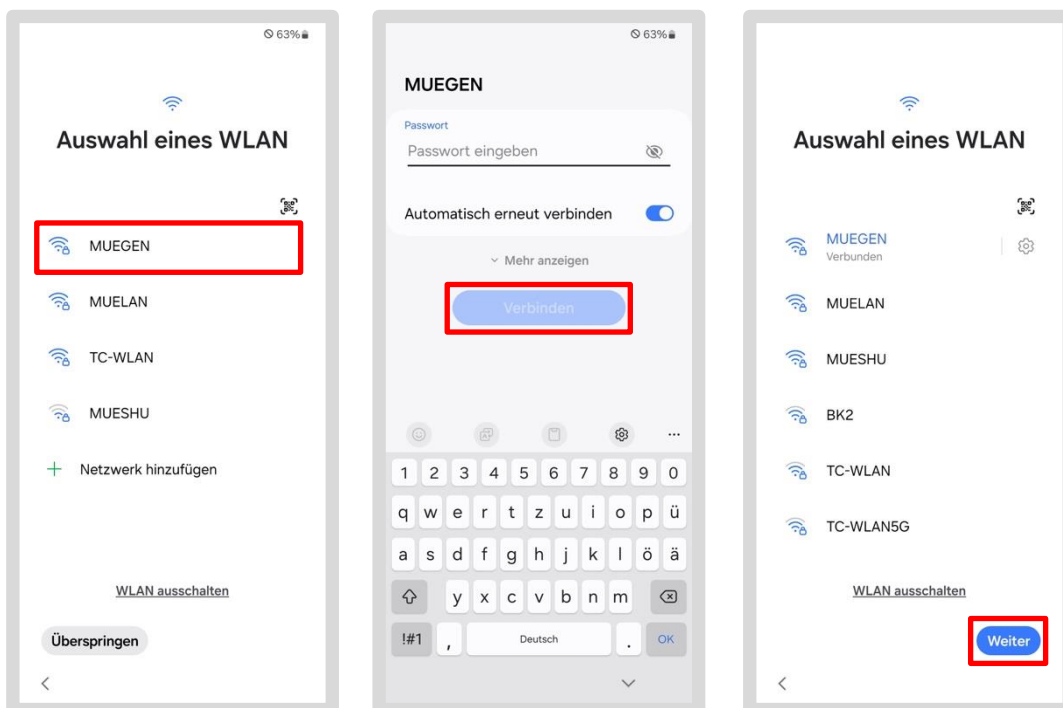 63%
Auswahl eines WLAN
MUEGEN
MUELAN
TC-WLAN
MUESHU
Netzwerk hinzufügen
WLAN ausschalten
Überspringen
63%
MUEGEN
Passwort
Passwort eingeben
Automatisch erneut verbinden
Mehr anzeigen
Verbinden
1 2 3 4 5 6 7 8 9 0
q w e r t z u i o p ü
a s d f g h j k l ö ä
y x c v b n m
!#1 , Deutsch . OK
Auswahl eines WLAN
MUEGEN
Verbunden
MUELAN
MUESHU
BK2
TC-WLAN
TC-WLAN5G
WLAN ausschalten
Weiter